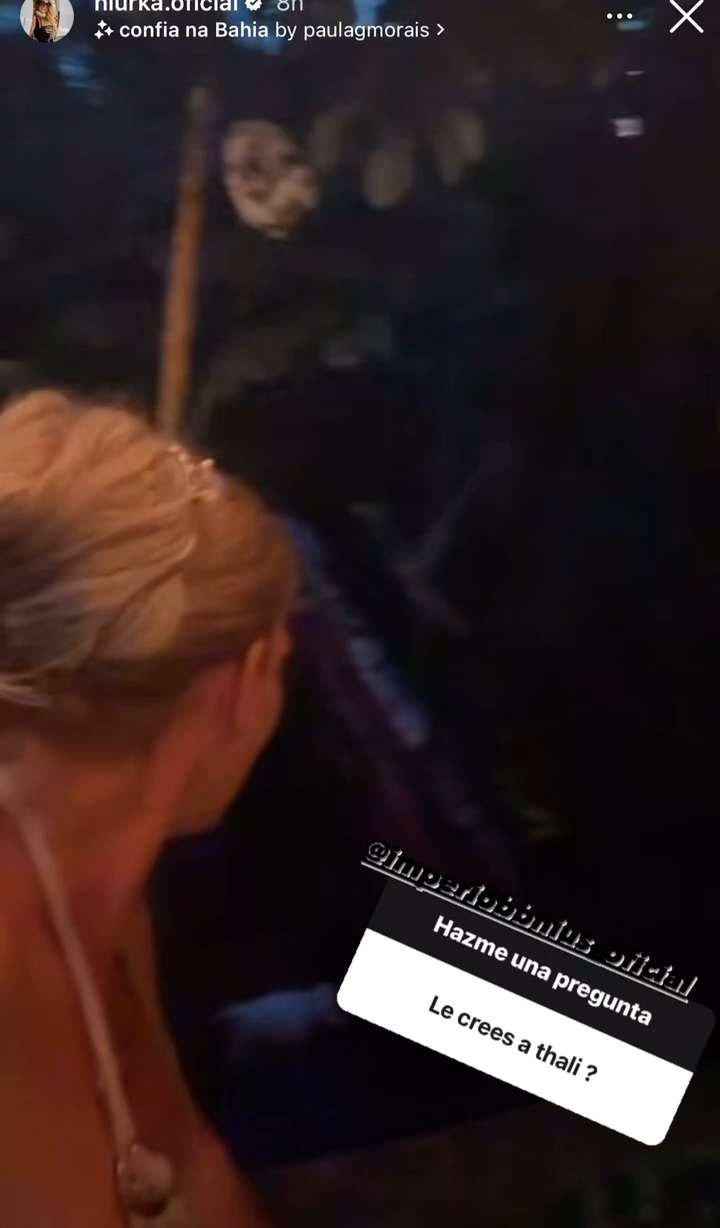 niurka.oficial 8h
confia na Bahia by paulagmorais >
@imperiobbnius_oficial
Hazme una pregunta
Le crees a thali ?